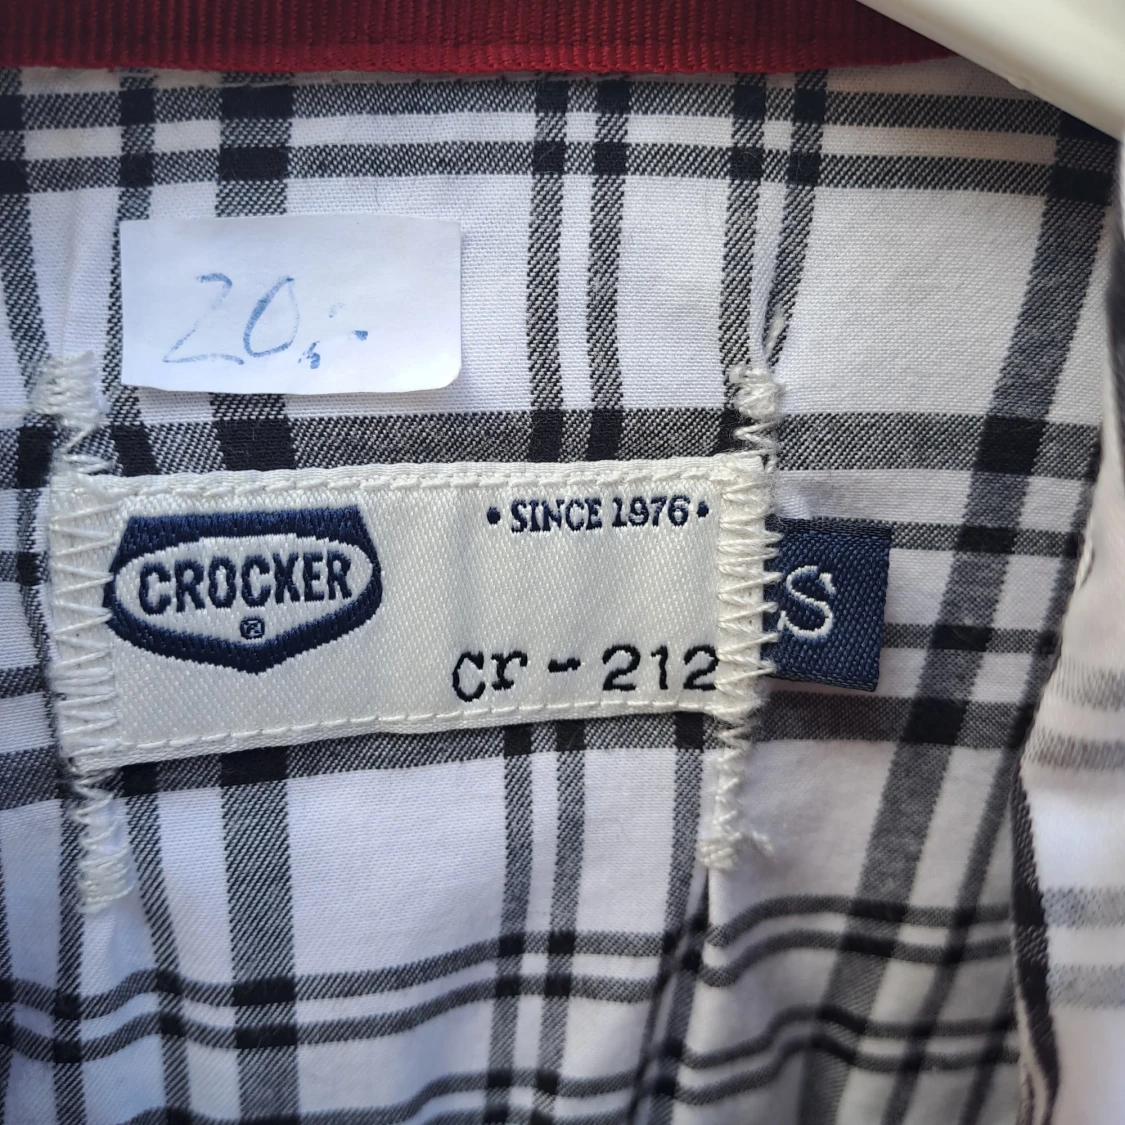 20,-
• SINCE 1976 •
CROCKER
®
S
cr-212